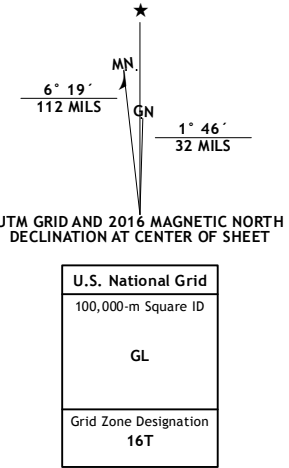 ★
MN
6° 19´
112 MILS
GN
1° 46´
32 MILS
UTM GRID AND 2016 MAGNETIC NORTH
DECLINATION AT CENTER OF SHEET
U.S. National Grid
100,000-m Square ID
GL
Grid Zone Designation
16T